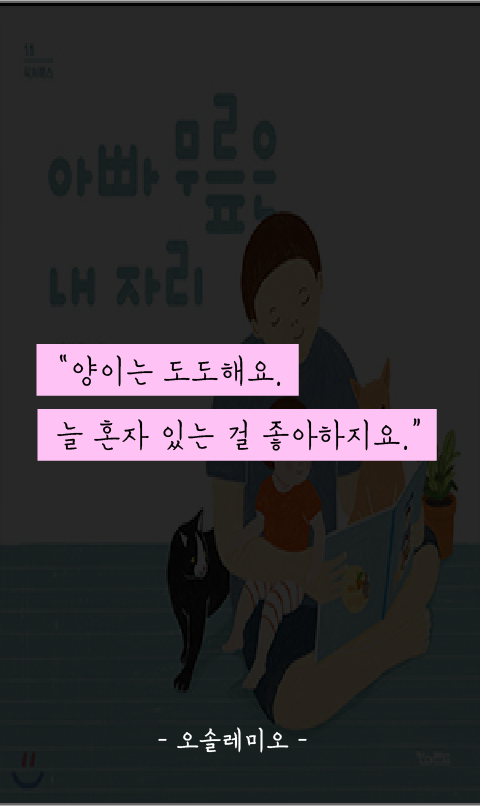 18
아빠 무릎은
내 자리
“양이는 도도해요.
늘 혼자 있는 걸 좋아하지요.”
- 오솔레미오 -